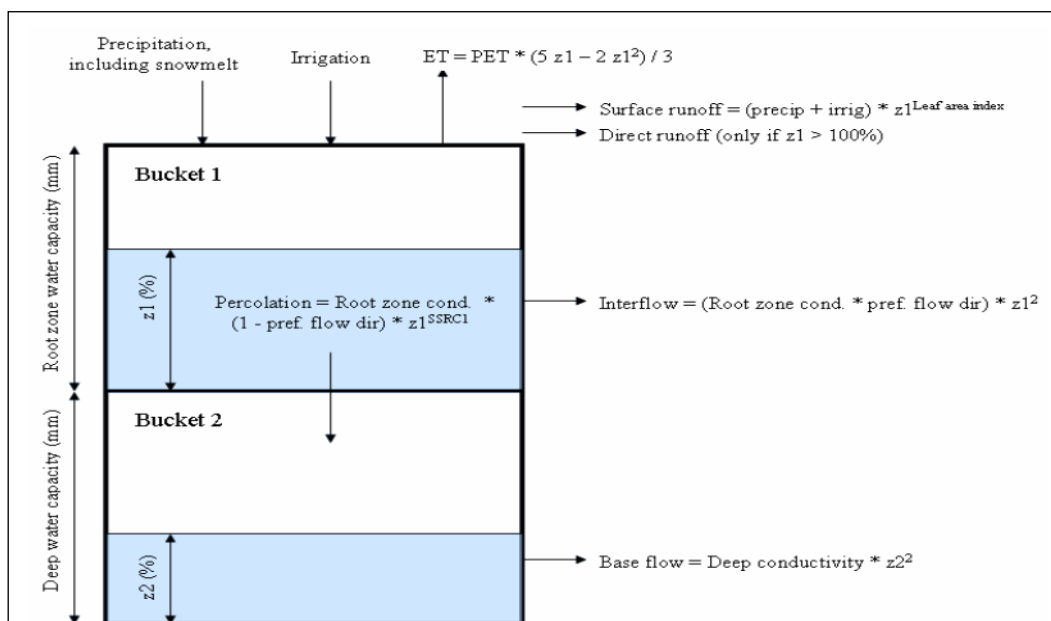 Precipitation,
including snowmelt
Irrigation
ET = PET * (5 z1 – 2 z1²) / 3
Surface runoff = (precip + irrig) * z1^Leaf area index
Direct runoff (only if z1 > 100%)
Root zone water capacity (mm)
Bucket 1
z1 (%)
Percolation = Root zone cond. *
(1 - pref. flow dir) * z1^SSRC1
Interflow = (Root zone cond. * pref. flow dir) * z1²
Deep water capacity (mm)
Bucket 2
z2 (%)
Base flow = Deep conductivity * z2²